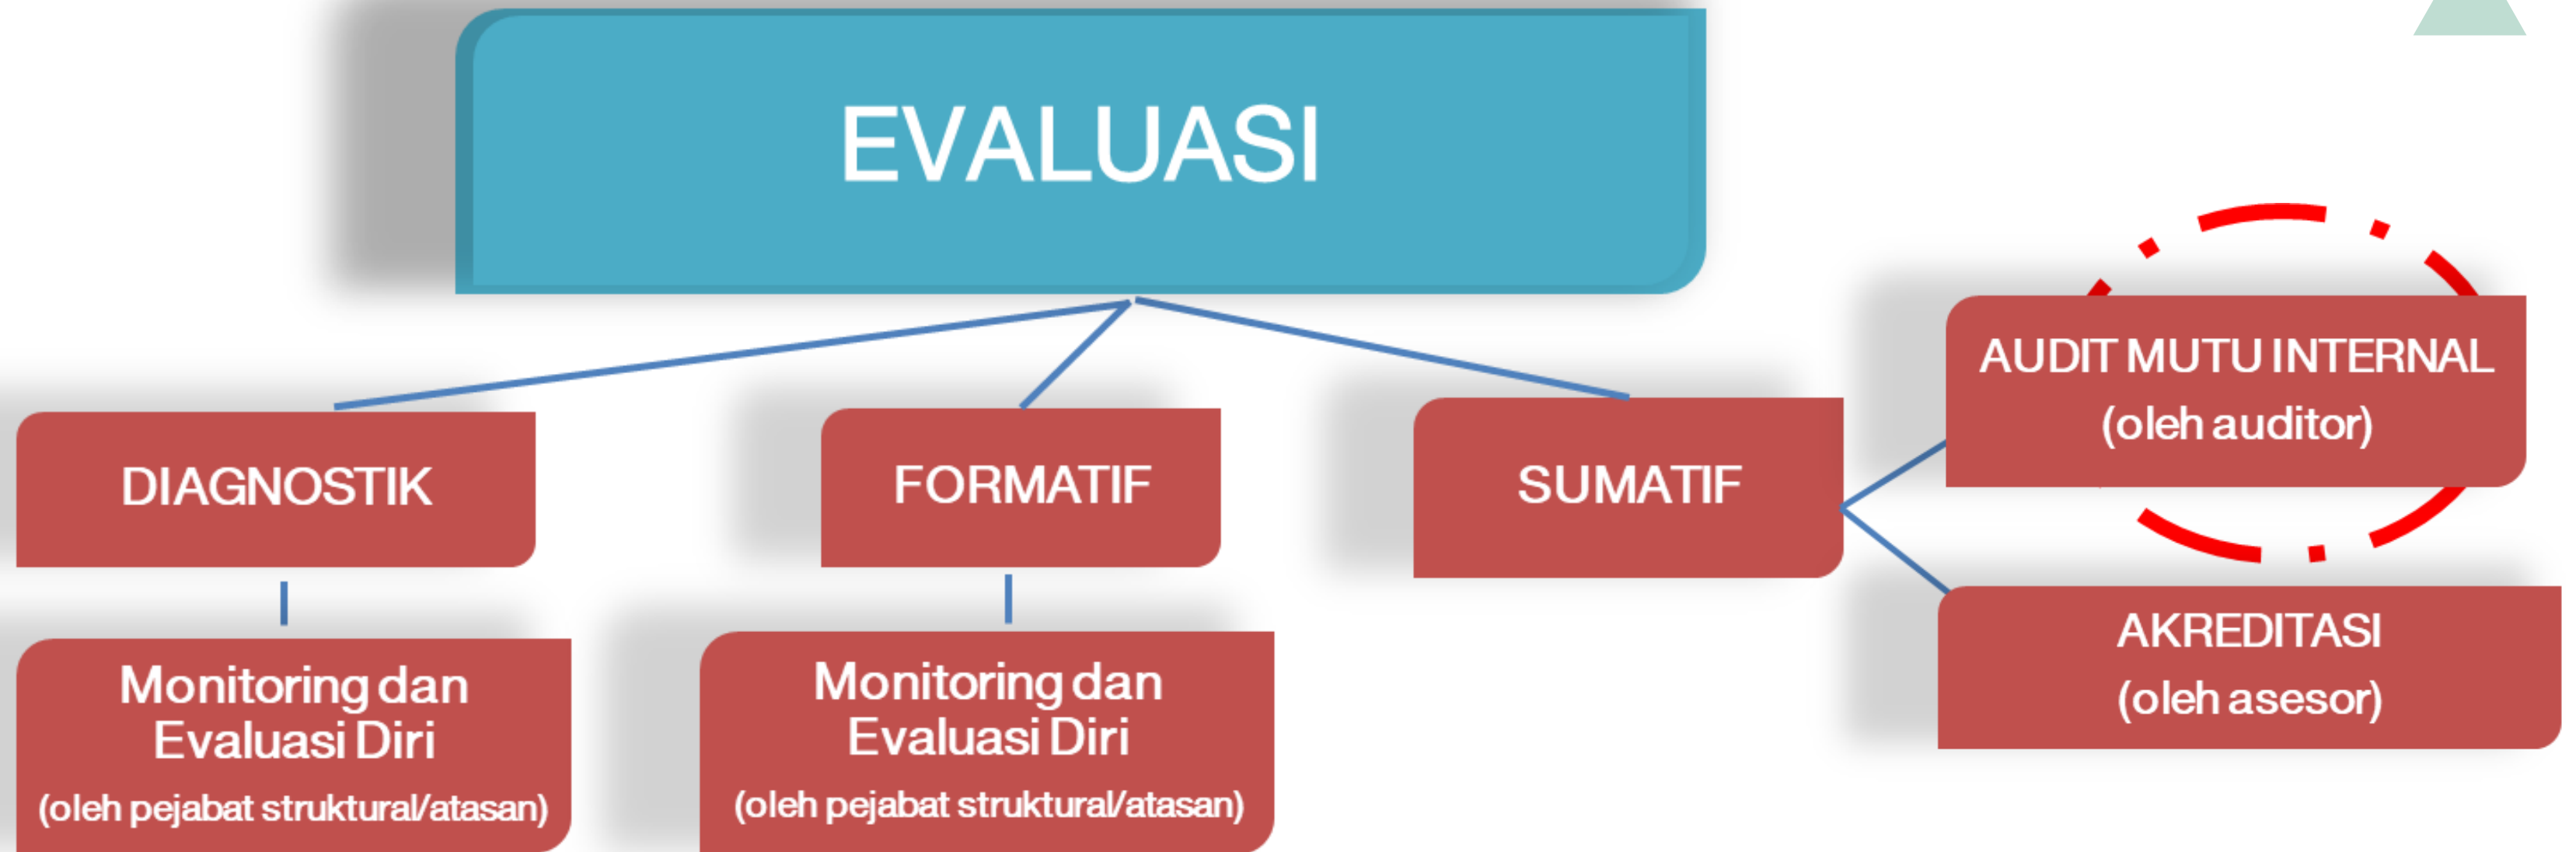 EVALUASI
DIAGNOSTIK
Monitoring dan
Evaluasi Diri
(oleh pejabat struktural/atasan)
FORMATIF
Monitoring dan
Evaluasi Diri
(oleh pejabat struktural/atasan)
SUMATIF
AUDIT MUTU INTERNAL
(oleh auditor)
AKREDITASI
(oleh asesor)